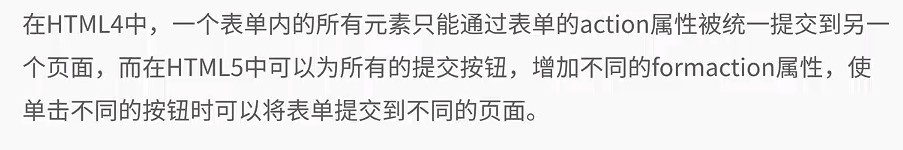 在HTML4中，一个表单内的所有元素只能通过表单的action属性被统一提交到另一
个页面，而在HTML5中可以为所有的提交按钮，增加不同的formaction属性，使
单击不同的按钮时可以将表单提交到不同的页面。